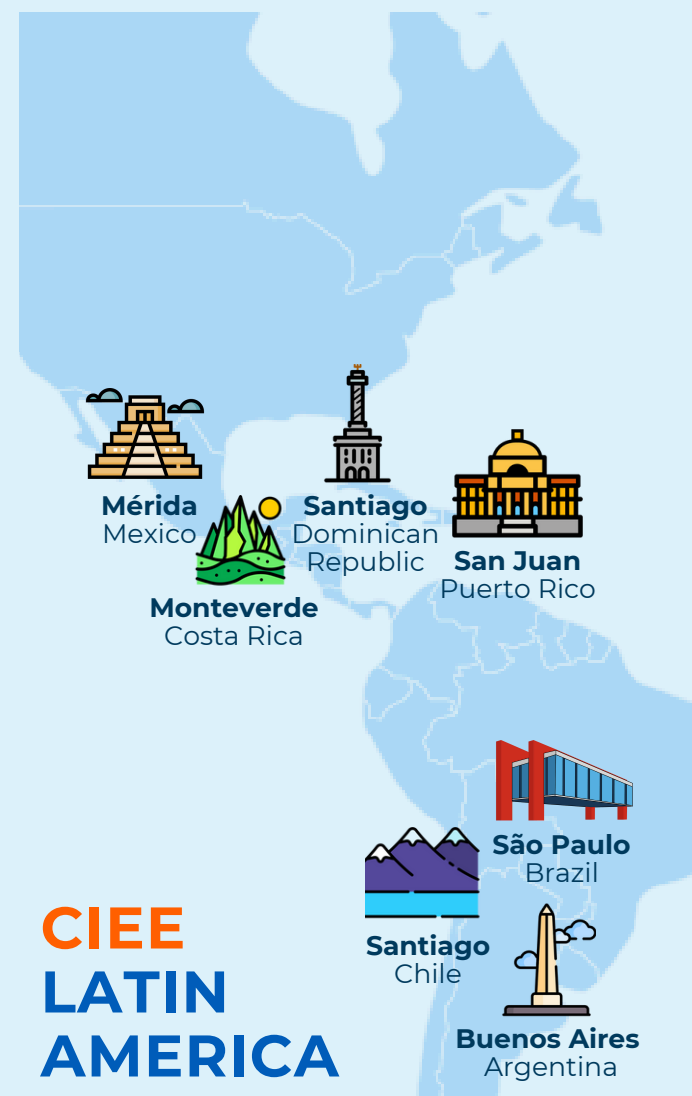 Mérida
Mexico
Santiago
Dominican
Republic
San Juan
Puerto Rico
Monteverde
Costa Rica
São Paulo
Brazil
Santiago
Chile
Buenos Aires
Argentina
CIEE
LATIN
AMERICA